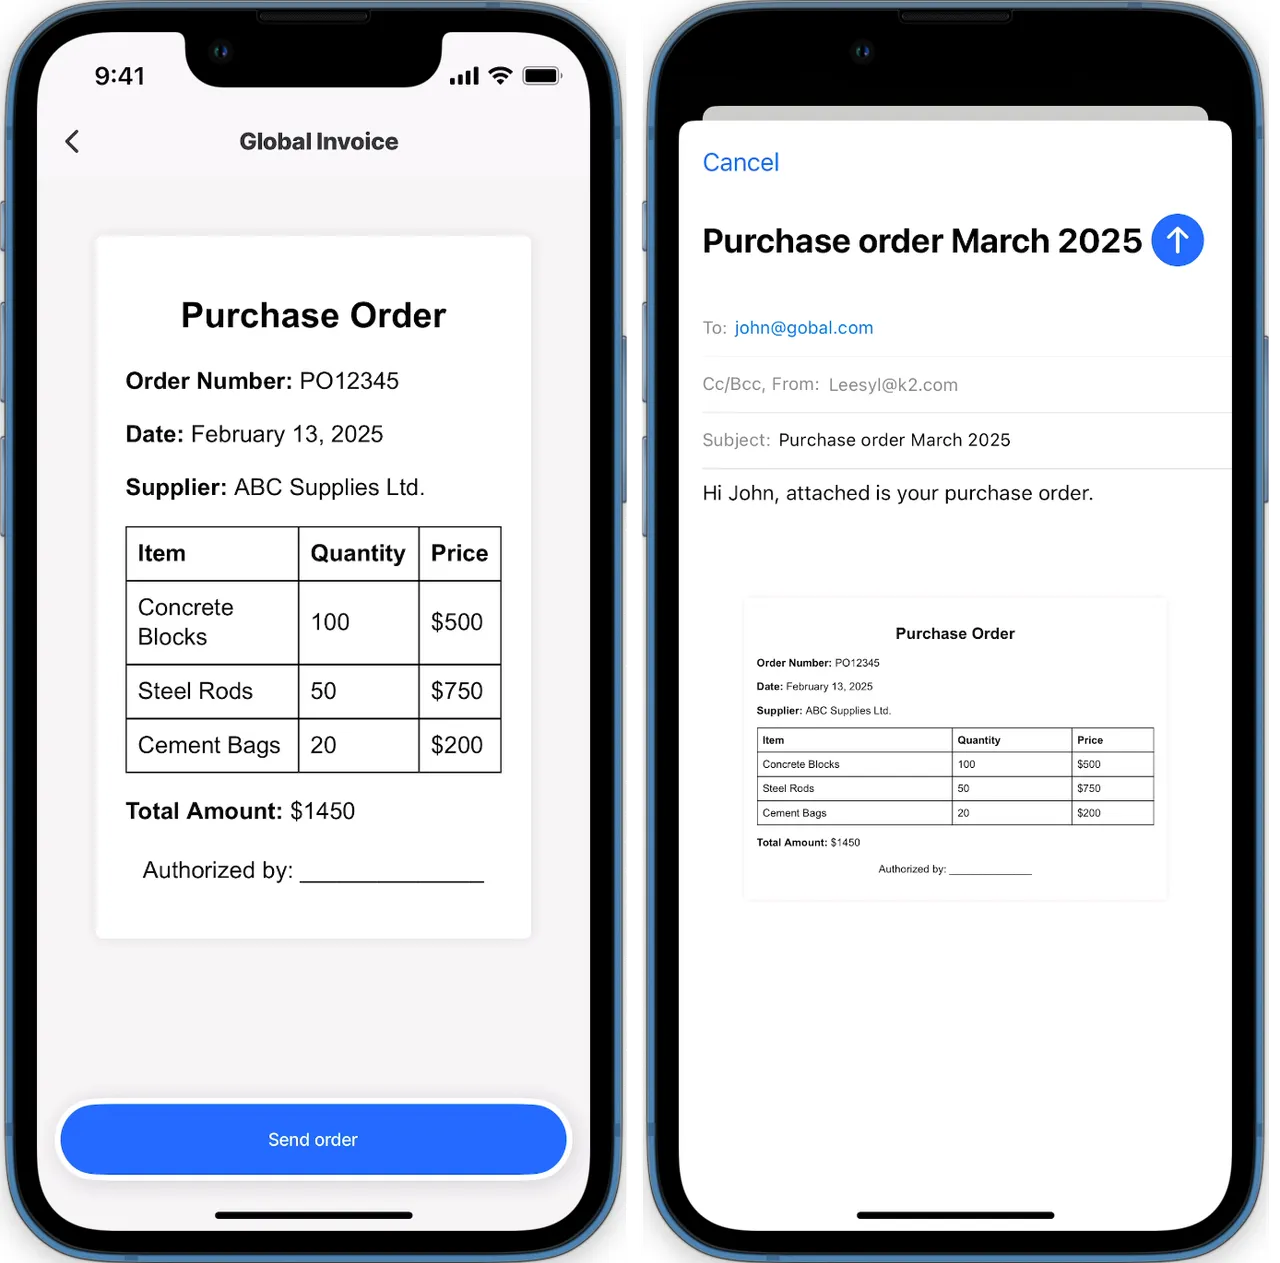 9:41
Global Invoice
Purchase Order
Order Number: PO12345
Date: February 13, 2025
Supplier: ABC Supplies Ltd.
Item Quantity Price
Concrete Blocks 100 $500
Steel Rods 50 $750
Cement Bags 20 $200
Total Amount: $1450
Authorized by: ______________
Send order
Cancel
Purchase order March 2025
To: john@gobal.com
Cc/Bcc, From: Leesyl@k2.com
Subject: Purchase order March 2025
Hi John, attached is your purchase order.
Purchase Order
Order Number: PO12345
Date: February 13, 2025
Supplier: ABC Supplies Ltd.
Item Quantity Price
Concrete Blocks 100 $500
Steel Rods 50 $750
Cement Bags 20 $200
Total Amount: $1450
Authorized by: ______________